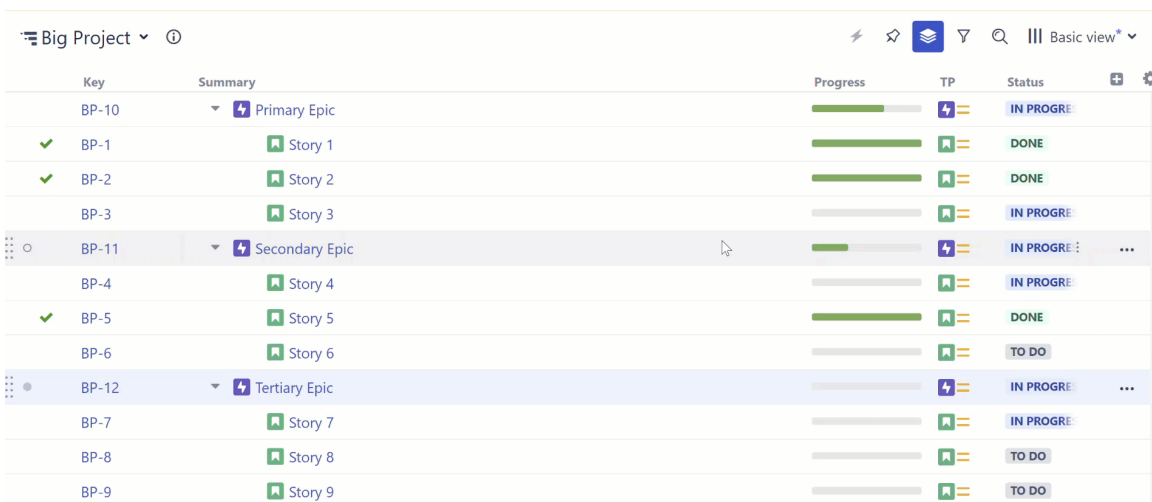 Big Project Basic view*
Key Summary Progress TP Status
BP-10 Primary Epic IN PROGRE
BP-1 Story 1 DONE
BP-2 Story 2 DONE
BP-3 Story 3 IN PROGRE
BP-11 Secondary Epic IN PROGRE
BP-4 Story 4 IN PROGRE
BP-5 Story 5 DONE
BP-6 Story 6 TO DO
BP-12 Tertiary Epic IN PROGRE
BP-7 Story 7 IN PROGRE
BP-8 Story 8 TO DO
BP-9 Story 9 TO DO